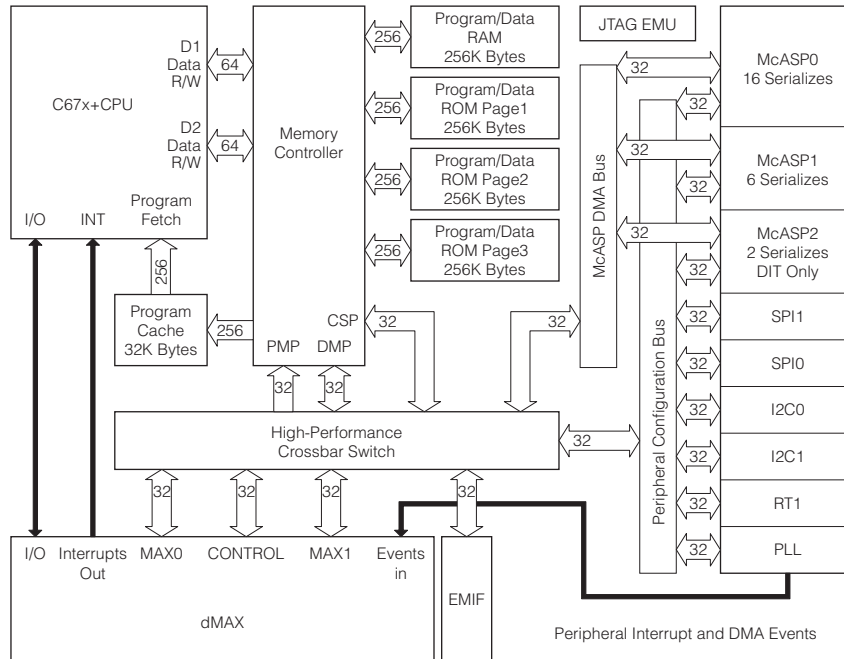 D1
Data
R/W
64
C67x+CPU
D2
Data
R/W
64
I/O
INT
Program
Fetch
256
Program
Cache
32K Bytes
256
Memory
Controller
CSP
PMP
DMP
32
32
32
256
Program/Data
RAM
256K Bytes
256
Program/Data
ROM Page1
256K Bytes
256
Program/Data
ROM Page2
256K Bytes
256
Program/Data
ROM Page3
256K Bytes
JTAG EMU
McASP DMA Bus
32
32
32
32
Peripheral Configuration Bus
32
32
32
32
32
32
32
32
32
32
McASP0
16 Serializes
McASP1
6 Serializes
McASP2
2 Serializes
DIT Only
SPI1
SPI0
I2C0
I2C1
RT1
PLL
High-Performance
Crossbar Switch
32
32
32
32
I/O
Interrupts
Out
MAX0
CONTROL
MAX1
Events
in
dMAX
EMIF
Peripheral Interrupt and DMA Events